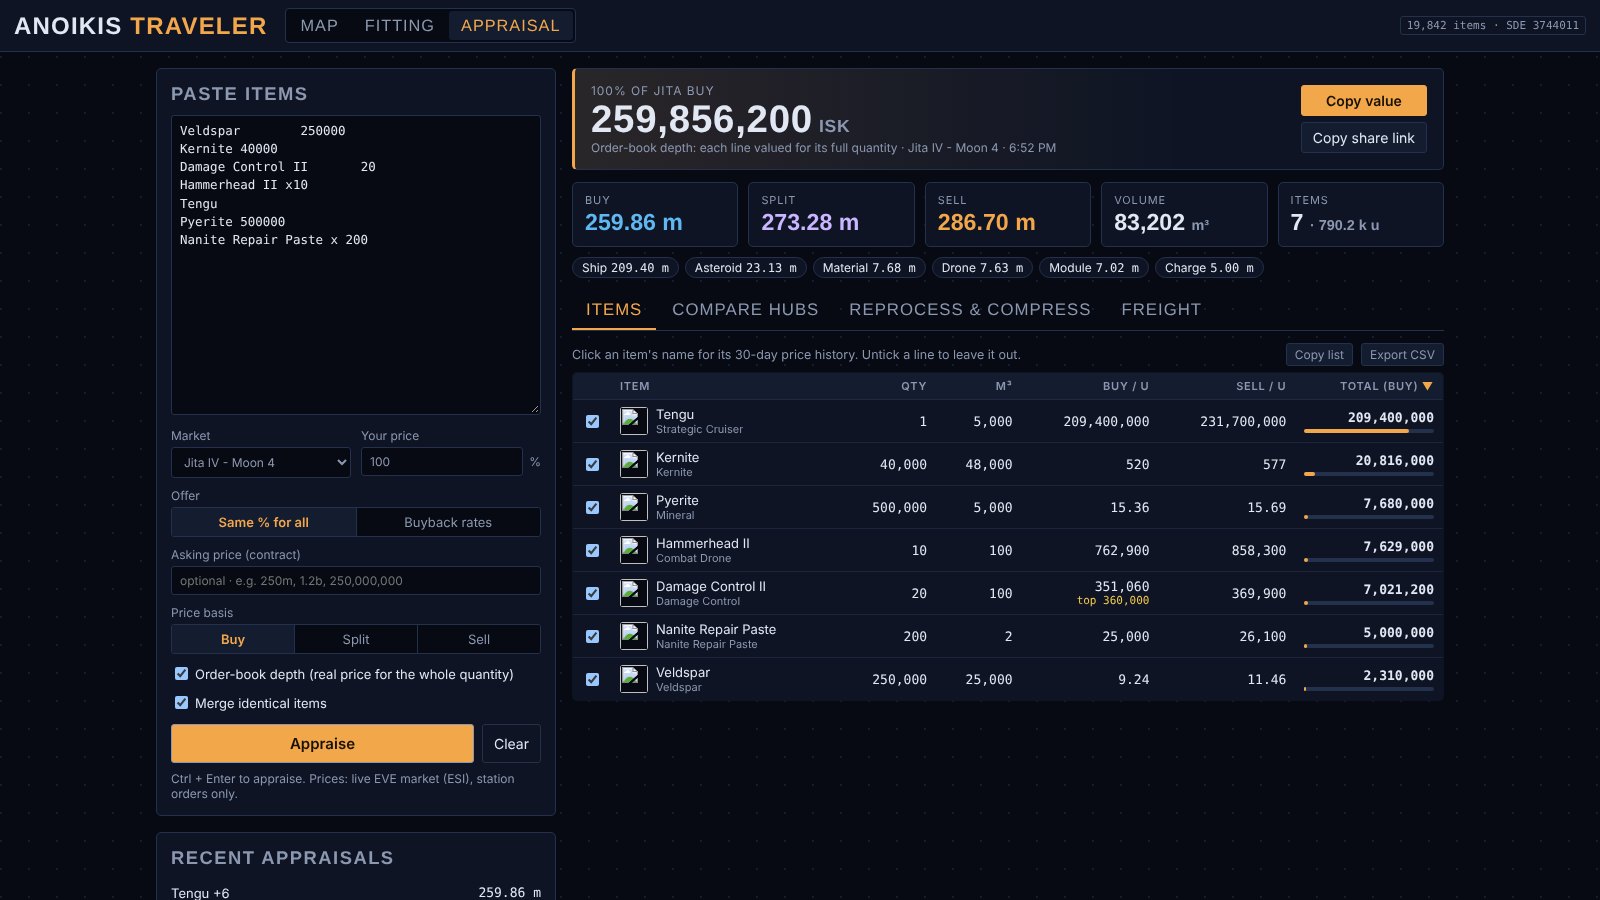 ANOIKIS TRAVELER
MAP FITTING APPRAISAL
19,842 items · SDE 3744011
PASTE ITEMS
Veldspar 250000
Kernite 40000
Damage Control II 20
Hammerhead II x10
Tengu
Pyerite 500000
Nanite Repair Paste x 200
Market
Your price
Jita IV - Moon 4
100
%
Offer
Same % for all
Buyback rates
Asking price (contract)
optional · e.g. 250m, 1.2b, 250,000,000
Price basis
Buy
Split
Sell
Order-book depth (real price for the whole quantity)
Merge identical items
Appraise
Clear
Ctrl + Enter to appraise. Prices: live EVE market (ESI), station
orders only.
RECENT APPRAISALS
Tengu +6 259.86 m
100% OF JITA BUY
259,856,200 ISK
Order-book depth: each line valued for its full quantity · Jita IV - Moon 4 · 6:52 PM
Copy value
Copy share link
BUY
259.86 m
SPLIT
273.28 m
SELL
286.70 m
VOLUME
83,202 m³
ITEMS
7 · 790.2 k u
Ship 209.40 m
Asteroid 23.13 m
Material 7.68 m
Drone 7.63 m
Module 7.02 m
Charge 5.00 m
ITEMS
COMPARE HUBS
REPROCESS & COMPRESS
FREIGHT
Click an item's name for its 30-day price history. Untick a line to leave it out.
Copy list
Export CSV
ITEM QTY M³ BUY / U SELL / U TOTAL (BUY) ▼
Tengu 1 5,000 209,400,000 231,700,000 209,400,000
Strategic Cruiser
Kernite 40,000 48,000 520 577 20,816,000
Kernite
Pyerite 500,000 5,000 15.36 15.69 7,680,000
Mineral
Hammerhead II 10 100 762,900 858,300 7,629,000
Combat Drone
Damage Control II 20 100 351,060 369,900 7,021,200
Damage Control top 360,000
Nanite Repair Paste 200 2 25,000 26,100 5,000,000
Nanite Repair Paste
Veldspar 250,000 25,000 9.24 11.46 2,310,000
Veldspar